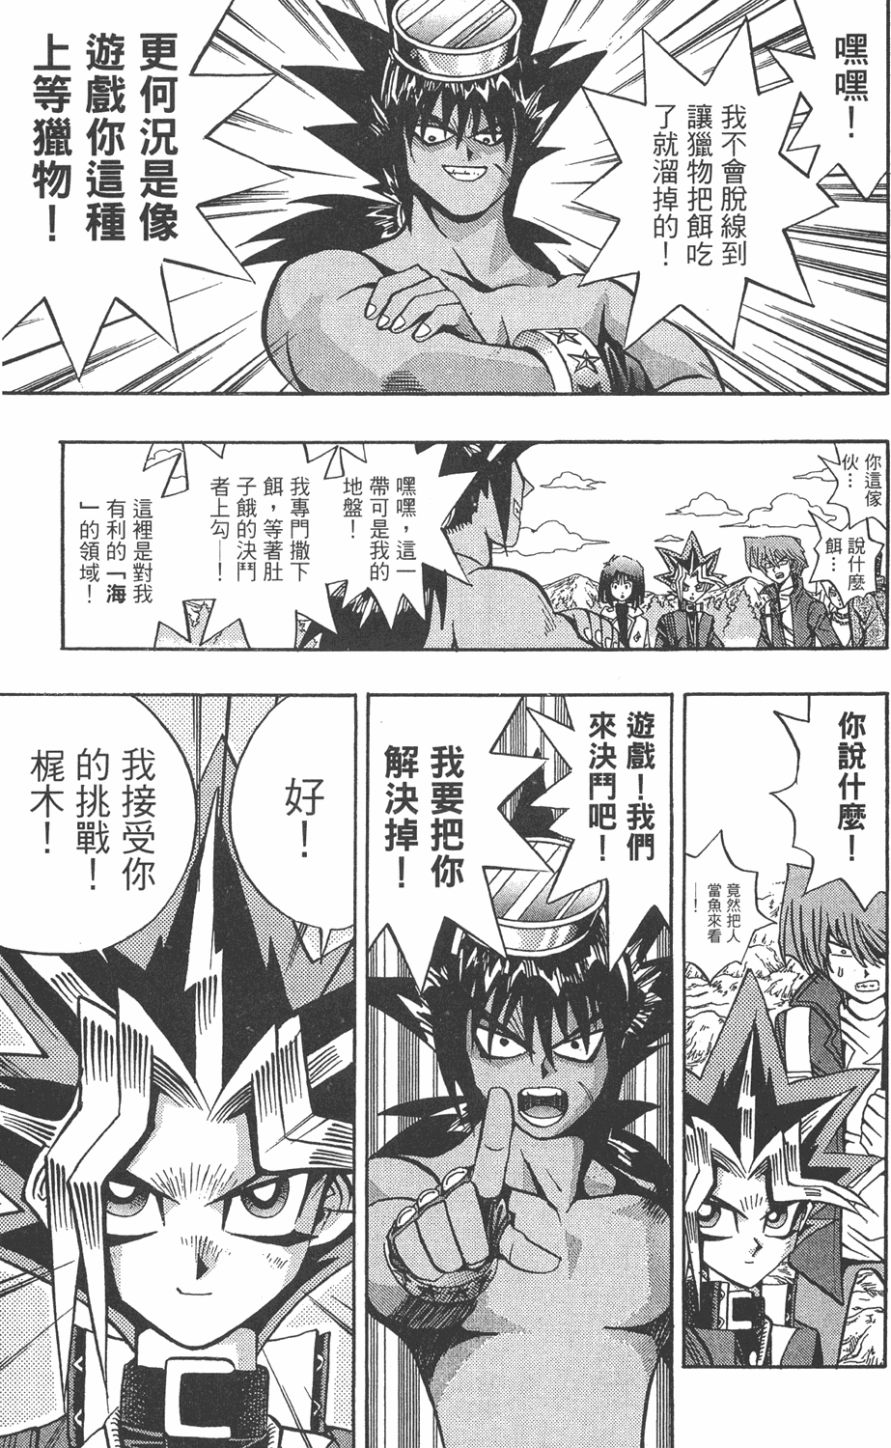 嘿嘿！
我不會脫線到
讓獵物把餌吃
了就溜掉的！
更何況是像
遊戲你這種
上等獵物！
你這傢
伙…
說什麼
餌…
嘿嘿，這一
帶可是我的
地盤！
我專門撒下
餌，等著肚
子餓的決鬥
者上勾—！
這裡是對我
有利的「海
」的領域！
你說什麼！
竟然把人
當魚來看
—！
遊戲！我們
來決鬥吧！
我要把你
解決掉！
好！
我接受你
的挑戰！
梶木！